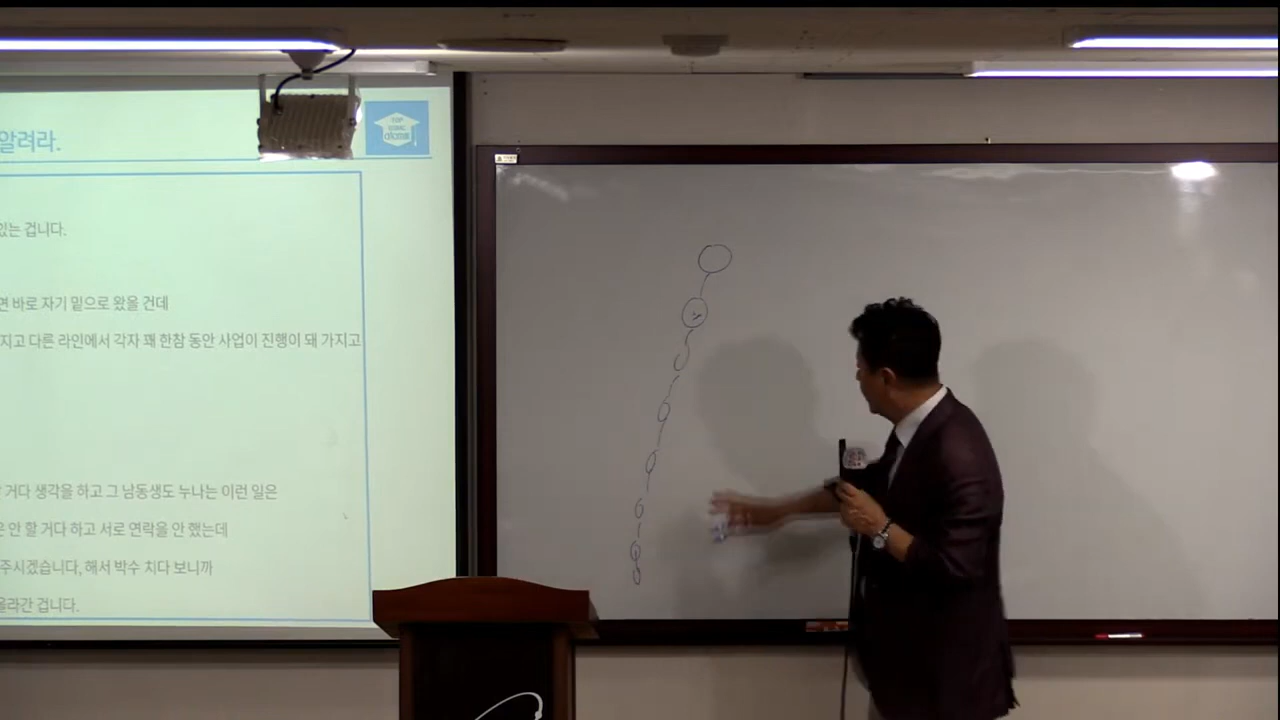 알려라.
TOP
있는 겁니다.
면 바로 자기 밑으로 왔을 건데
지고 다른 라인에서 각자 꽤 한참 동안 사업이 진행이 돼 가지고
거다 생각을 하고 그 남동생도 누나는 이런 일은
은 안 할 거다 하고 서로 연락을 안 했는데
주시겠습니다, 해서 박수 치다 보니까
올라간 겁니다.